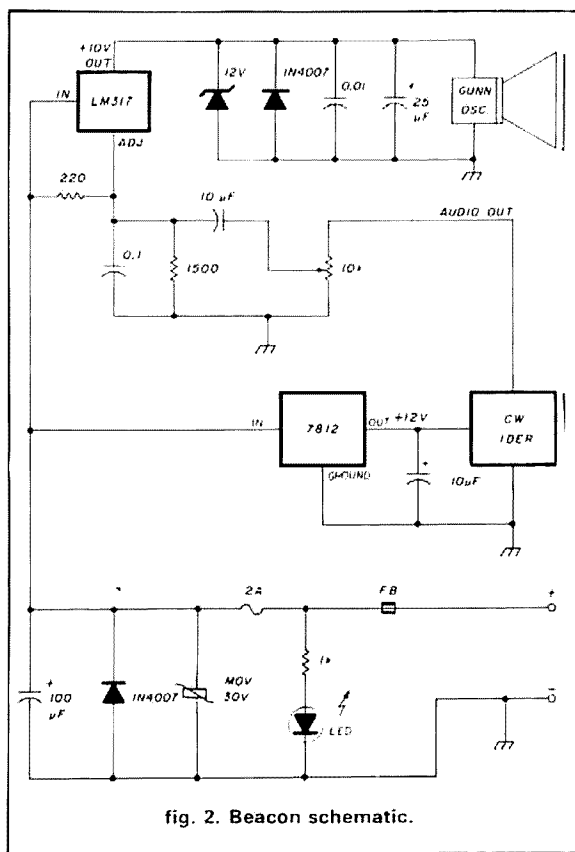 +10V
OUT
IN
LM317
ADJ
12V
1N4007
0.01
+
25
µF
GUNN
OSC.
220
10 µF
AUDIO OUT
0.1
1500
10k
IN
7812
OUT
+12V
GROUND
+
10µF
CW
IDER
2A
FB
+
+
100
µF
1N4007
MOV
30V
1k
LED
-
fig. 2. Beacon schematic.